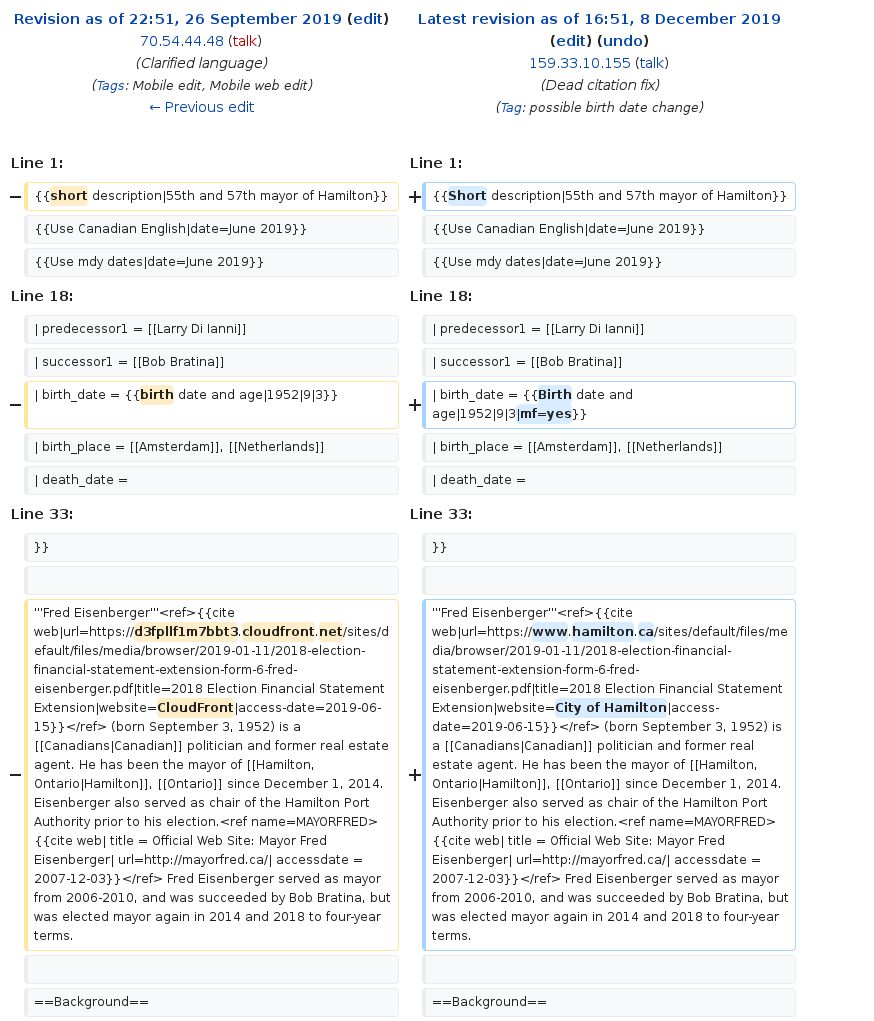 Revision as of 22:51, 26 September 2019 (edit)
70.54.44.48 (talk)
(Clarified language)
(Tags: Mobile edit, Mobile web edit)
← Previous edit
Latest revision as of 16:51, 8 December 2019
(edit) (undo)
159.33.10.155 (talk)
(Dead citation fix)
(Tag: possible birth date change)
Line 1:
Line 1:
− {{short description|55th and 57th mayor of Hamilton}}
+ {{Short description|55th and 57th mayor of Hamilton}}
{{Use Canadian English|date=June 2019}}
{{Use Canadian English|date=June 2019}}
{{Use mdy dates|date=June 2019}}
{{Use mdy dates|date=June 2019}}
Line 18:
Line 18:
| predecessor1 = [[Larry Di Ianni]]
| predecessor1 = [[Larry Di Ianni]]
| successor1 = [[Bob Bratina]]
| successor1 = [[Bob Bratina]]
− | birth_date = {{birth date and age|1952|9|3}}
+ | birth_date = {{Birth date and
age|1952|9|3|mf=yes}}
| birth_place = [[Amsterdam]], [[Netherlands]]
| birth_place = [[Amsterdam]], [[Netherlands]]
| death_date =
| death_date =
Line 33:
Line 33:
}}
}}
− '''Fred Eisenberger'''<ref>{{cite
web|url=https://d3fpllf1m7bbt3.cloudfront.net/sites/d
efault/files/media/browser/2019-01-11/2018-election-
financial-statement-extension-form-6-fred-
eisenberger.pdf|title=2018 Election Financial Statement
Extension|website=CloudFront|access-date=2019-06-
15}}</ref> (born September 3, 1952) is a
[[Canadians|Canadian]] politician and former real estate
agent. He has been the mayor of [[Hamilton,
Ontario|Hamilton]], [[Ontario]] since December 1, 2014.
Eisenberger also served as chair of the Hamilton Port
Authority prior to his election.<ref name=MAYORFRED>
{{cite web| title = Official Web Site: Mayor Fred
Eisenberger| url=http://mayorfred.ca/| accessdate =
2007-12-03}}</ref> Fred Eisenberger served as mayor
from 2006-2010, and was succeeded by Bob Bratina, but
was elected mayor again in 2014 and 2018 to four-year
terms.
+ '''Fred Eisenberger'''<ref>{{cite
web|url=https://www.hamilton.ca/sites/default/files/me
dia/browser/2019-01-11/2018-election-financial-
statement-extension-form-6-fred-
eisenberger.pdf|title=2018 Election Financial Statement
Extension|website=City of Hamilton|access-
date=2019-06-15}}</ref> (born September 3, 1952) is
a [[Canadians|Canadian]] politician and former real
estate agent. He has been the mayor of [[Hamilton,
Ontario|Hamilton]], [[Ontario]] since December 1, 2014.
Eisenberger also served as chair of the Hamilton Port
Authority prior to his election.<ref name=MAYORFRED>
{{cite web| title = Official Web Site: Mayor Fred
Eisenberger| url=http://mayorfred.ca/| accessdate =
2007-12-03}}</ref> Fred Eisenberger served as mayor
from 2006-2010, and was succeeded by Bob Bratina, but
was elected mayor again in 2014 and 2018 to four-year
terms.
==Background==
==Background==